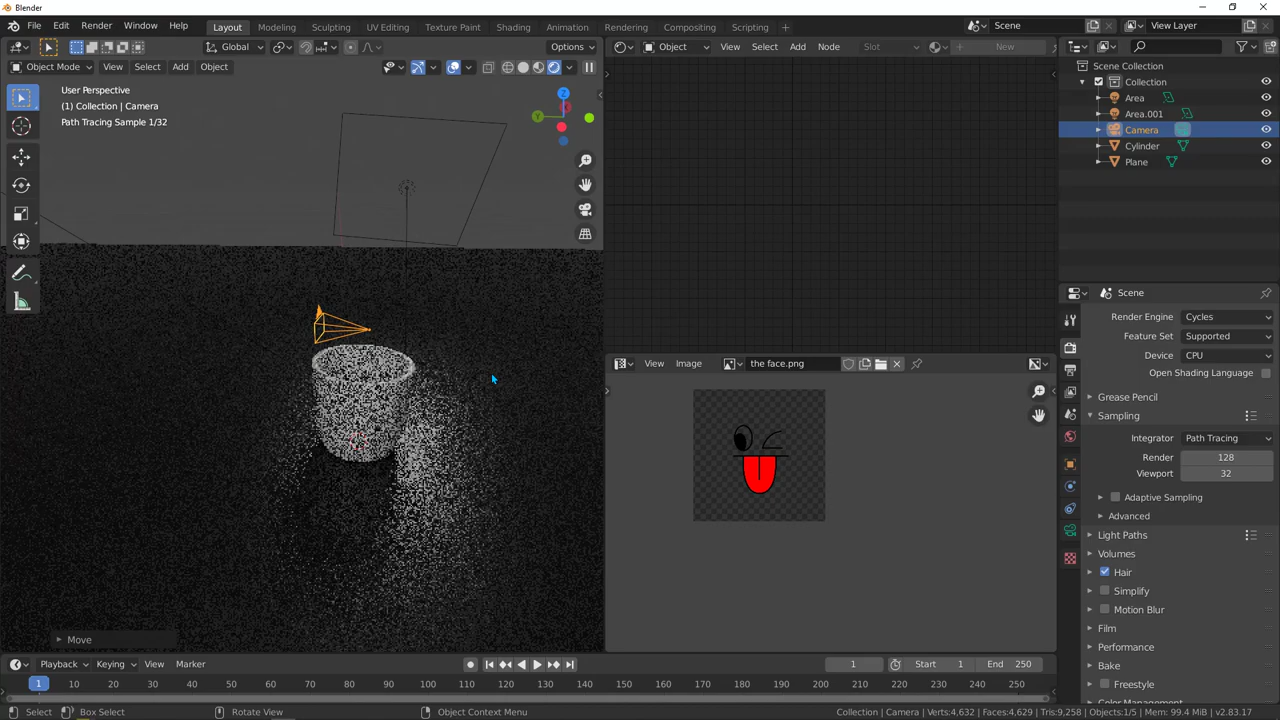 Blender
File Edit Render Window Help Layout Modeling Sculpting UV Editing Texture Paint Shading Animation Rendering Compositing Scripting + Scene View Layer
Global Options Object View Select Add Node Slot New
Object Mode View Select Add Object
User Perspective
(1) Collection | Camera
Path Tracing Sample 1/32
Z
Y
Scene Collection
Collection
Area
Area.001
Camera
Cylinder
Plane
Scene
Render Engine Cycles
Feature Set Supported
Device CPU
Open Shading Language
Grease Pencil
Sampling
Integrator Path Tracing
Render 128
Viewport 32
Adaptive Sampling
Advanced
Light Paths
Volumes
Hair
Simplify
Motion Blur
Film
Performance
Bake
Freestyle
Color Management
View Image the face.png
Move
Playback Keying View Marker 1 Start 1 End 250
1 10 20 30 40 50 60 70 80 90 100 110 120 130 140 150 160 170 180 190 200 210 220 230 240 250
Select Box Select Rotate View Object Context Menu Collection | Camera | Verts:4,632 | Faces:4,629 | Tris:9,258 | Objects:1/5 | Mem: 99.4 MiB | v2.83.17